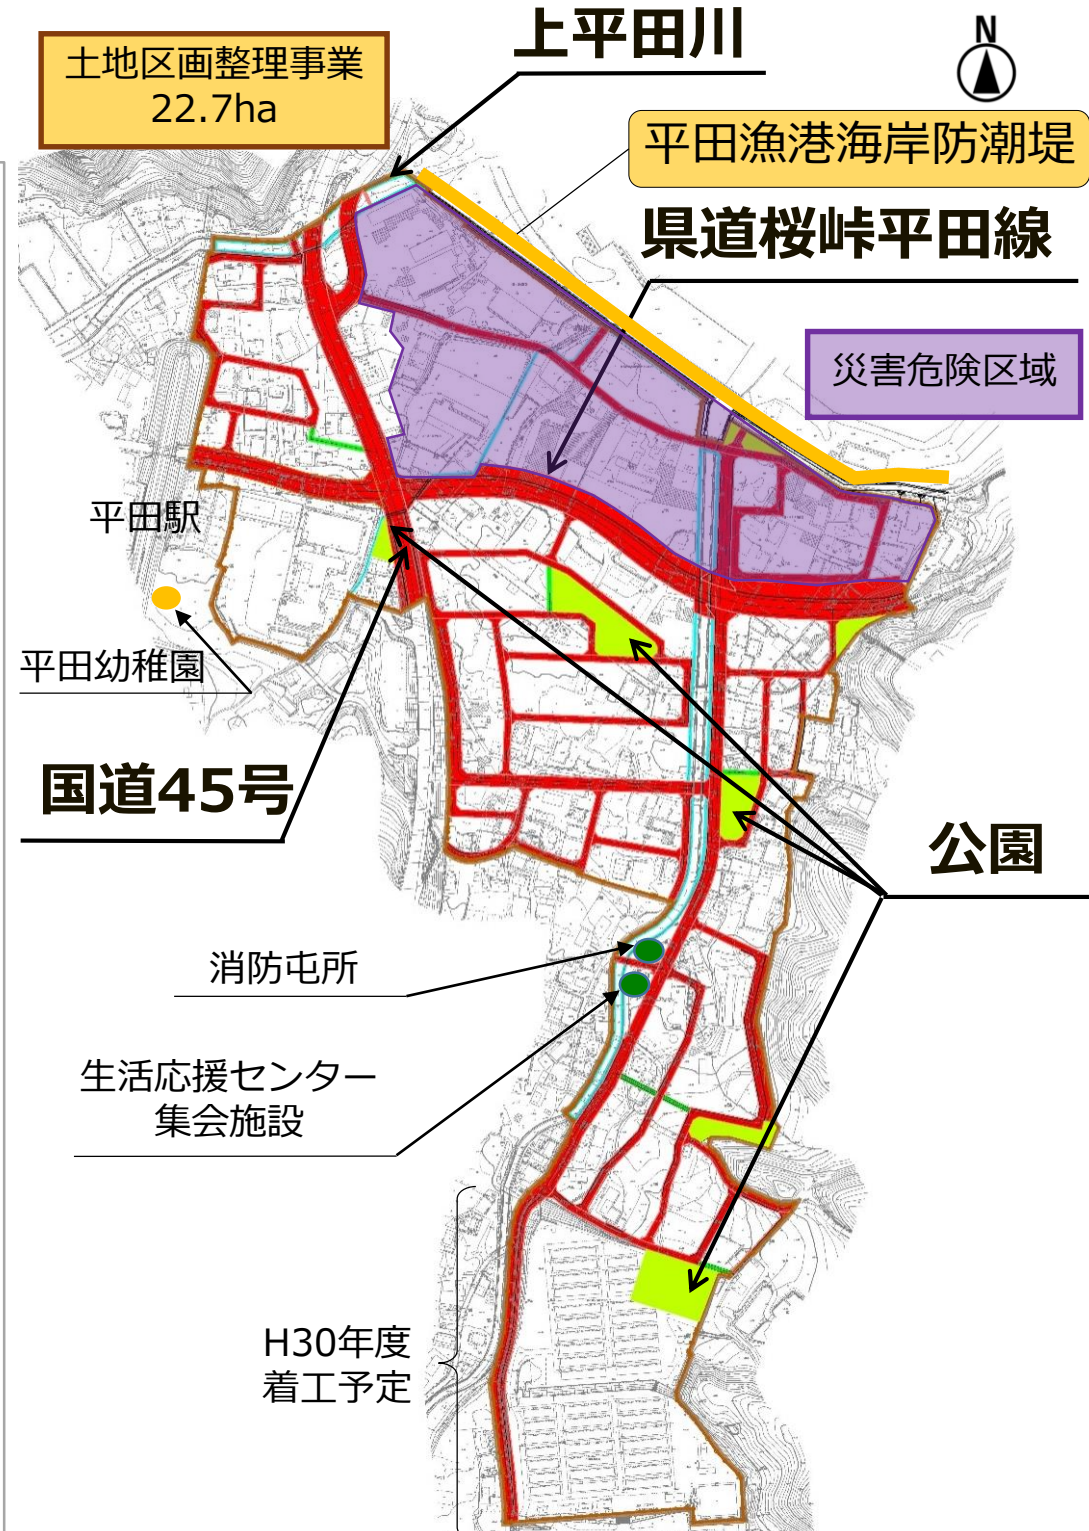 上平田川
N
土地区画整理事業
22.7ha
平田漁港海岸防潮堤
県道桜峠平田線
災害危険区域
平田駅
平田幼稚園
国道45号
公園
消防屯所
生活応援センター
集会施設
H30年度
着工予定